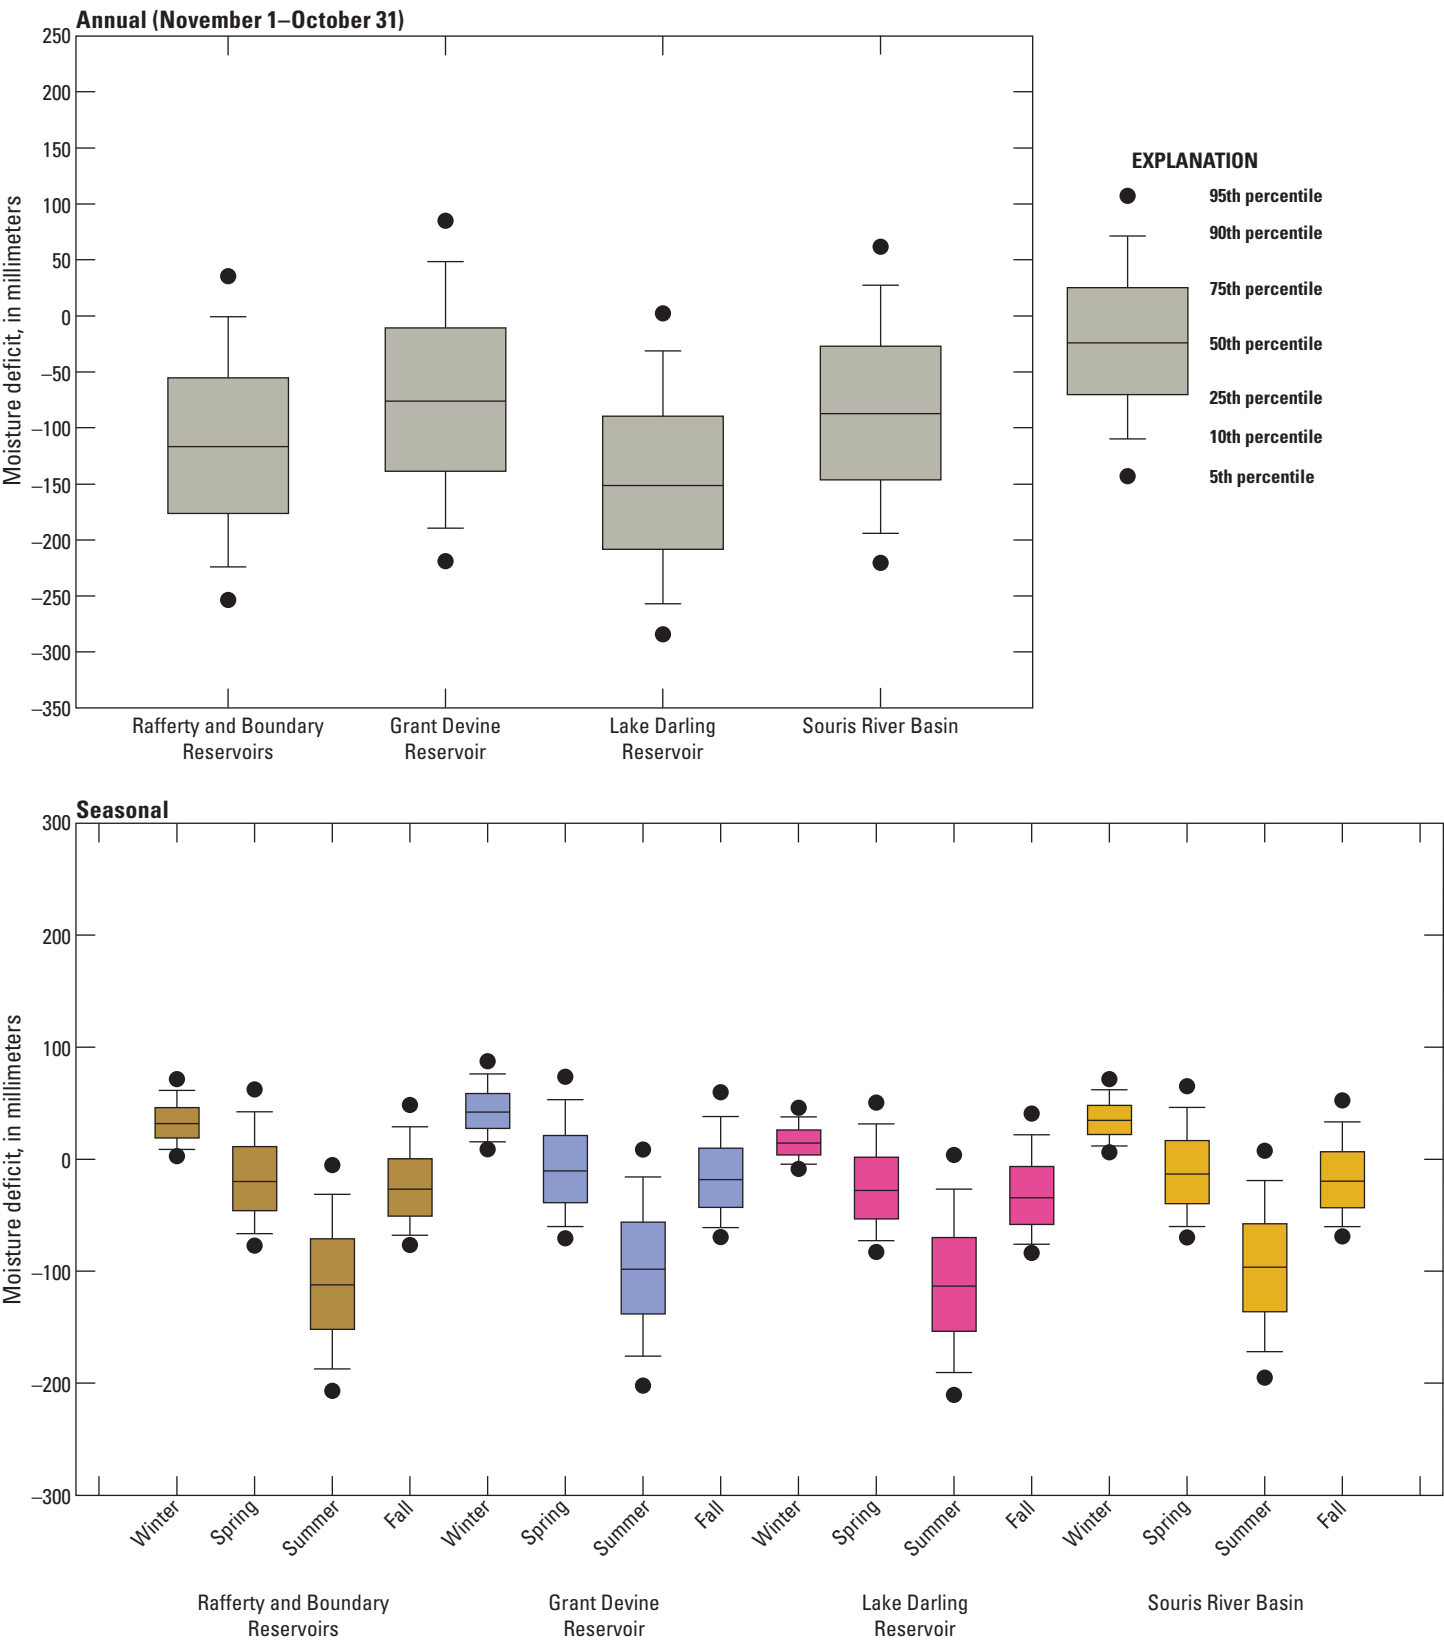 Annual (November 1–October 31)
250
200
150
100
50
0
–50
–100
–150
–200
–250
–300
–350
Moisture deficit, in millimeters
Rafferty and Boundary
Reservoirs
Grant Devine
Reservoir
Lake Darling
Reservoir
Souris River Basin
EXPLANATION
95th percentile
90th percentile
75th percentile
50th percentile
25th percentile
10th percentile
5th percentile
Seasonal
300
200
100
0
–100
–200
–300
Moisture deficit, in millimeters
Winter
Spring
Summer
Fall
Winter
Spring
Summer
Fall
Winter
Spring
Summer
Fall
Winter
Spring
Summer
Fall
Rafferty and Boundary
Reservoirs
Grant Devine
Reservoir
Lake Darling
Reservoir
Souris River Basin